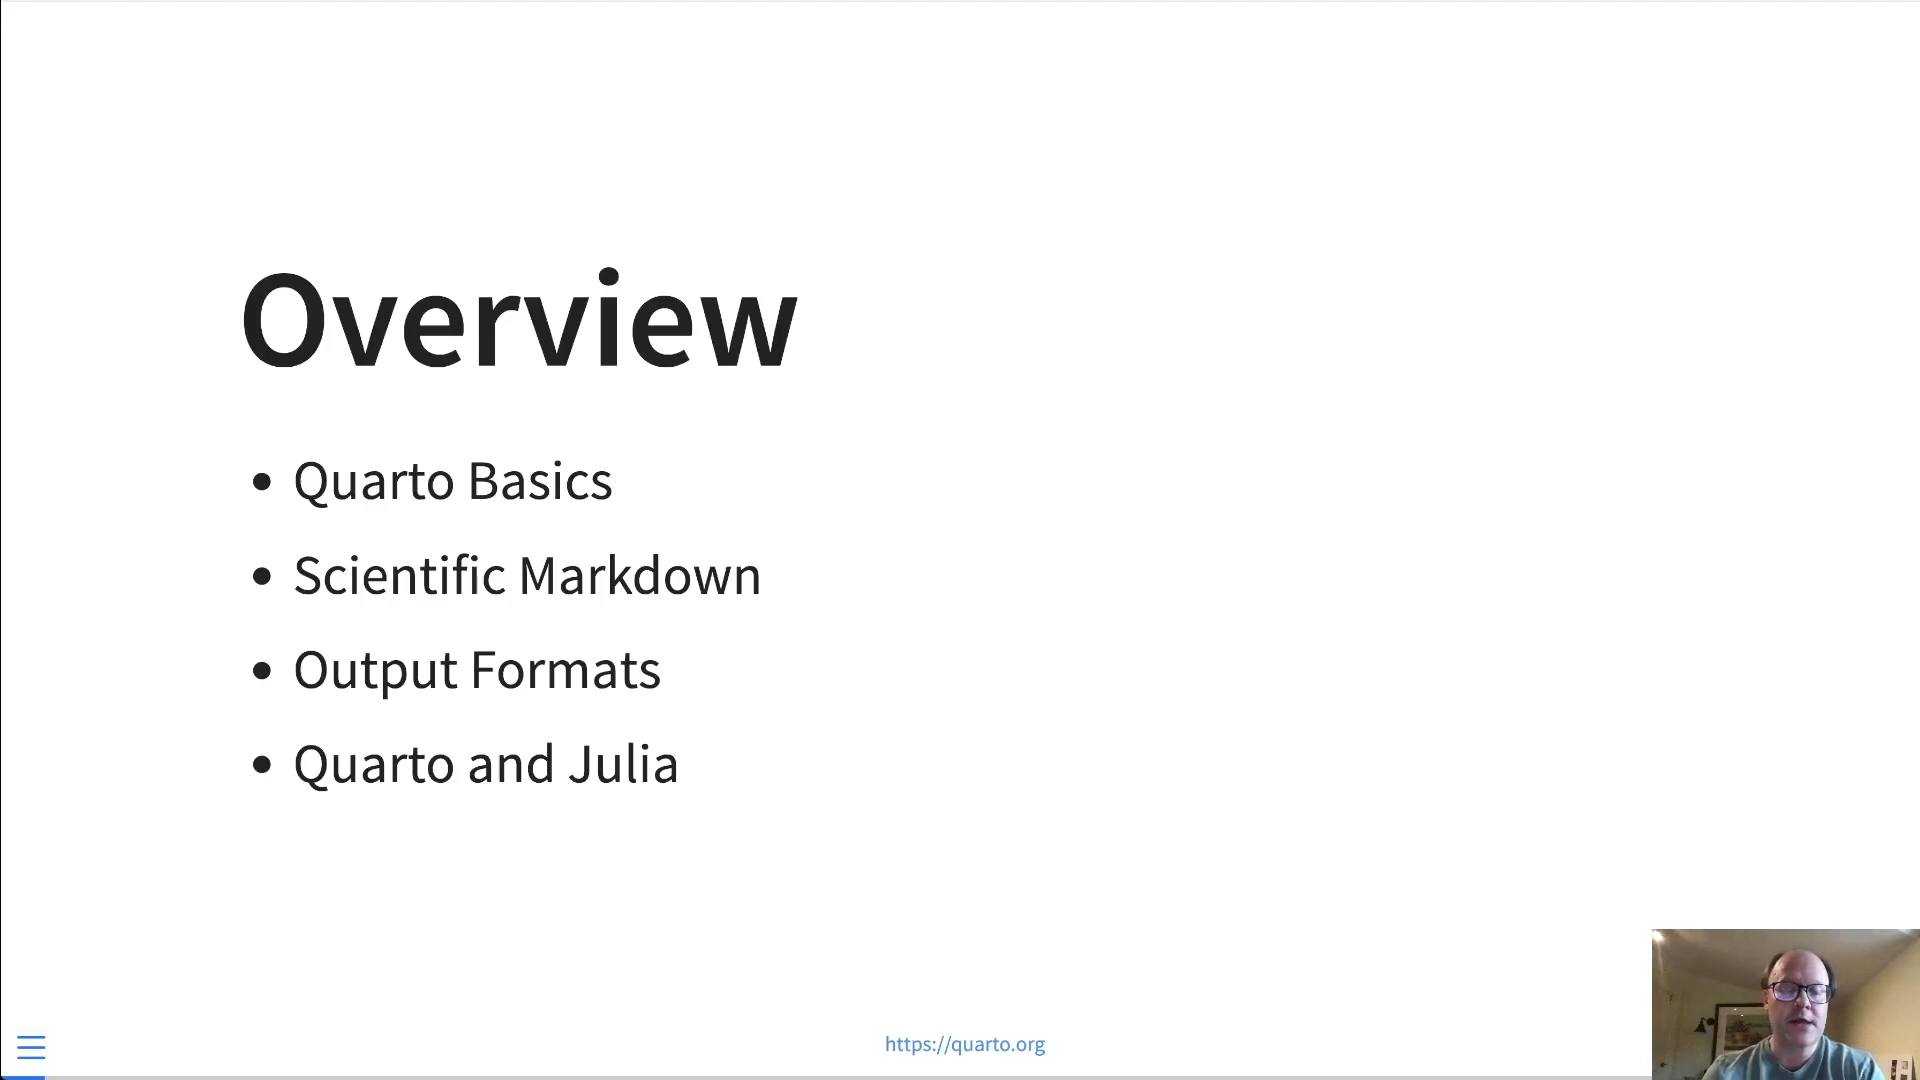 Overview
Quarto Basics
Scientific Markdown
Output Formats
Quarto and Julia
https://quarto.org